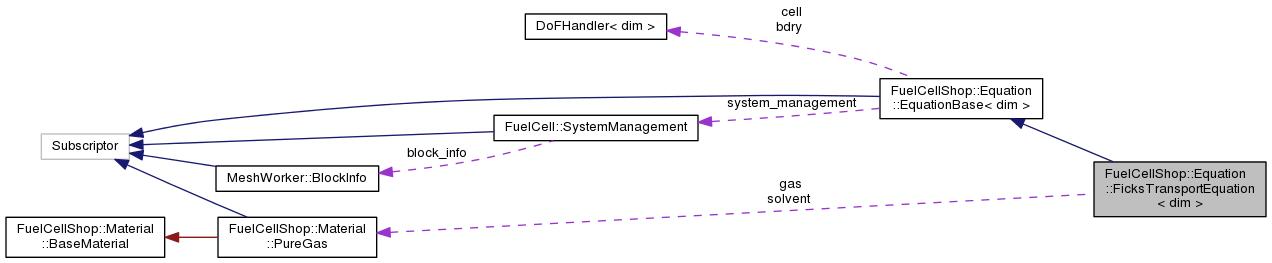 cell
bdry
DoFHandler< dim >
FuelCellShop::Equation
::EquationBase< dim >
system_management
FuelCell::SystemManagement
Subscriptor
block_info
MeshWorker::BlockInfo
FuelCellShop::Equation
::FicksTransportEquation
< dim >
gas
solvent
FuelCellShop::Material
::BaseMaterial
FuelCellShop::Material
::PureGas